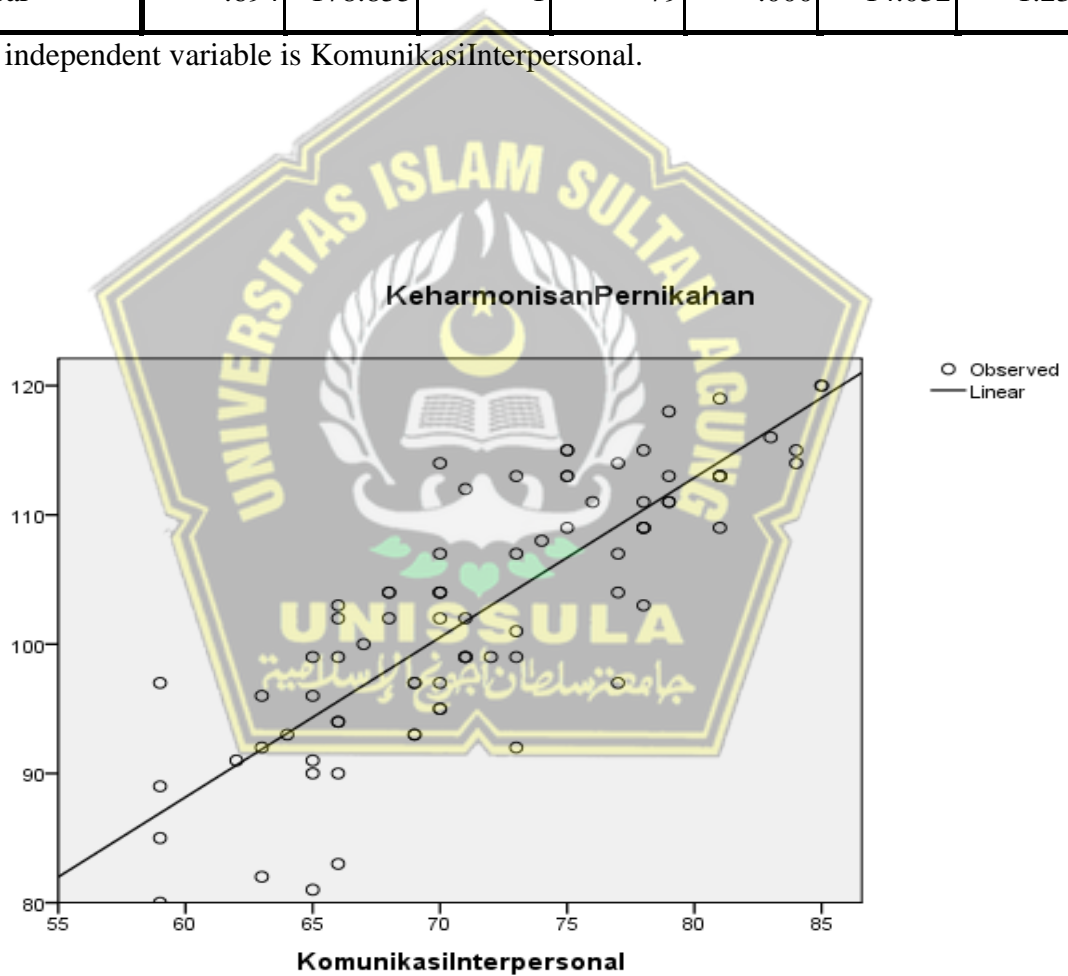 independent variable is KomunikasiInterpersonal.
UNIVERSITAS ISLAM SULTAN AGUNG
KeharmonisanPernikahan
Observed
Linear
120
110
100
90
80
UNISSULA
جامعة سلطان أجونج الإسلامية
55 60 65 70 75 80 85
KomunikasiInterpersonal